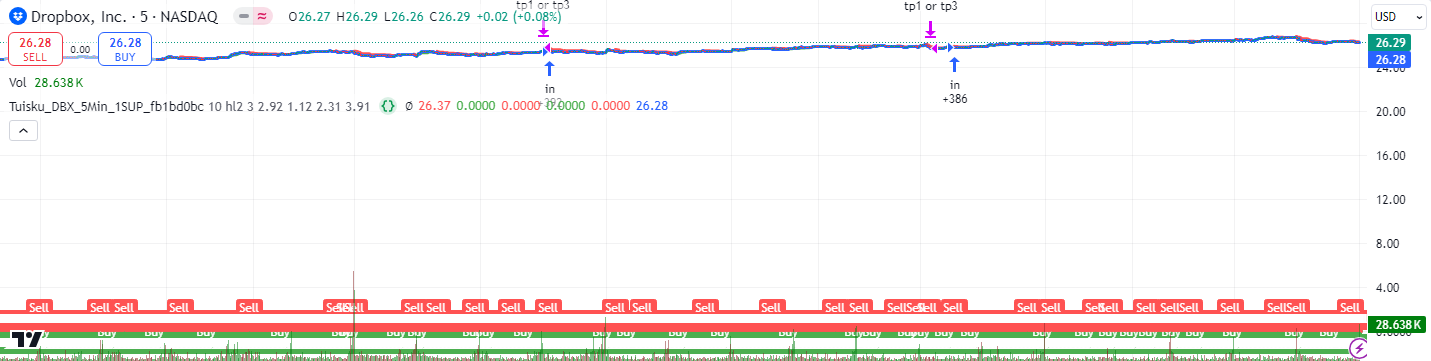 tp1 or tp3
tp1 or tp3
Dropbox, Inc. · 5 · NASDAQ
O26.27 H26.29 L26.26 C26.29 +0.02 (+0.08%)
USD
26.28
SELL
0.00
26.28
BUY
26.29
26.28
24.00
Vol 28.638 K
in
+392
in
+386
Tuisku_DBX_5Min_1SUP_fb1bd0bc 10 hl2 3 2.92 1.12 2.31 3.91 {} Ø 26.37 0.0000 0.0000 0.0000 0.0000 26.28
20.00
16.00
12.00
8.00
4.00
Sell Sell Sell Sell Sell Sell Sell Sell Sell Sell Sell Sell Sell Sell Sell Sell Sell Sell Sell Sell Sell Sell Sell Sell Sell Sell Sell Sell Sell Sell Sell Sell
28.638 K
Buy Buy Buy Buy Buy Buy Buy Buy Buy Buy Buy Buy Buy Buy Buy Buy Buy Buy Buy Buy Buy Buy Buy Buy Buy Buy Buy Buy Buy Buy